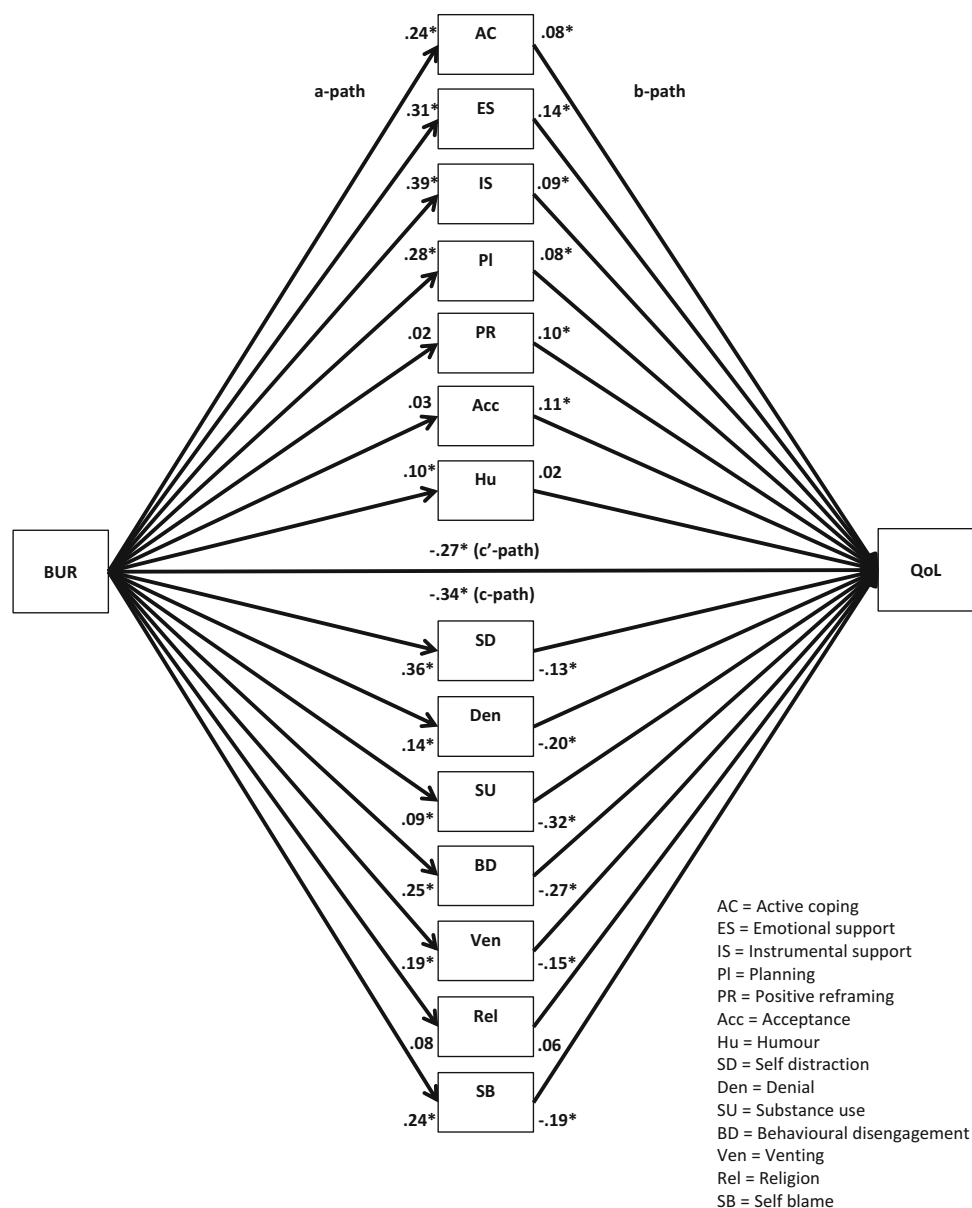 .24* AC .08*
a-path b-path
.31* ES .14*
.39* IS .09*
.28* Pl .08*
.02 PR .10*
.03 Acc .11*
.10* Hu .02
-.27* (c'-path)
BUR QoL
-.34* (c-path)
SD
.36* -.13*
Den
.14* -.20*
SU
.09* -.32*
BD
.25* -.27*
Ven
.19* -.15*
Rel
.08 .06
SB
.24* -.19*
AC = Active coping
ES = Emotional support
IS = Instrumental support
Pl = Planning
PR = Positive reframing
Acc = Acceptance
Hu = Humour
SD = Self distraction
Den = Denial
SU = Substance use
BD = Behavioural disengagement
Ven = Venting
Rel = Religion
SB = Self blame